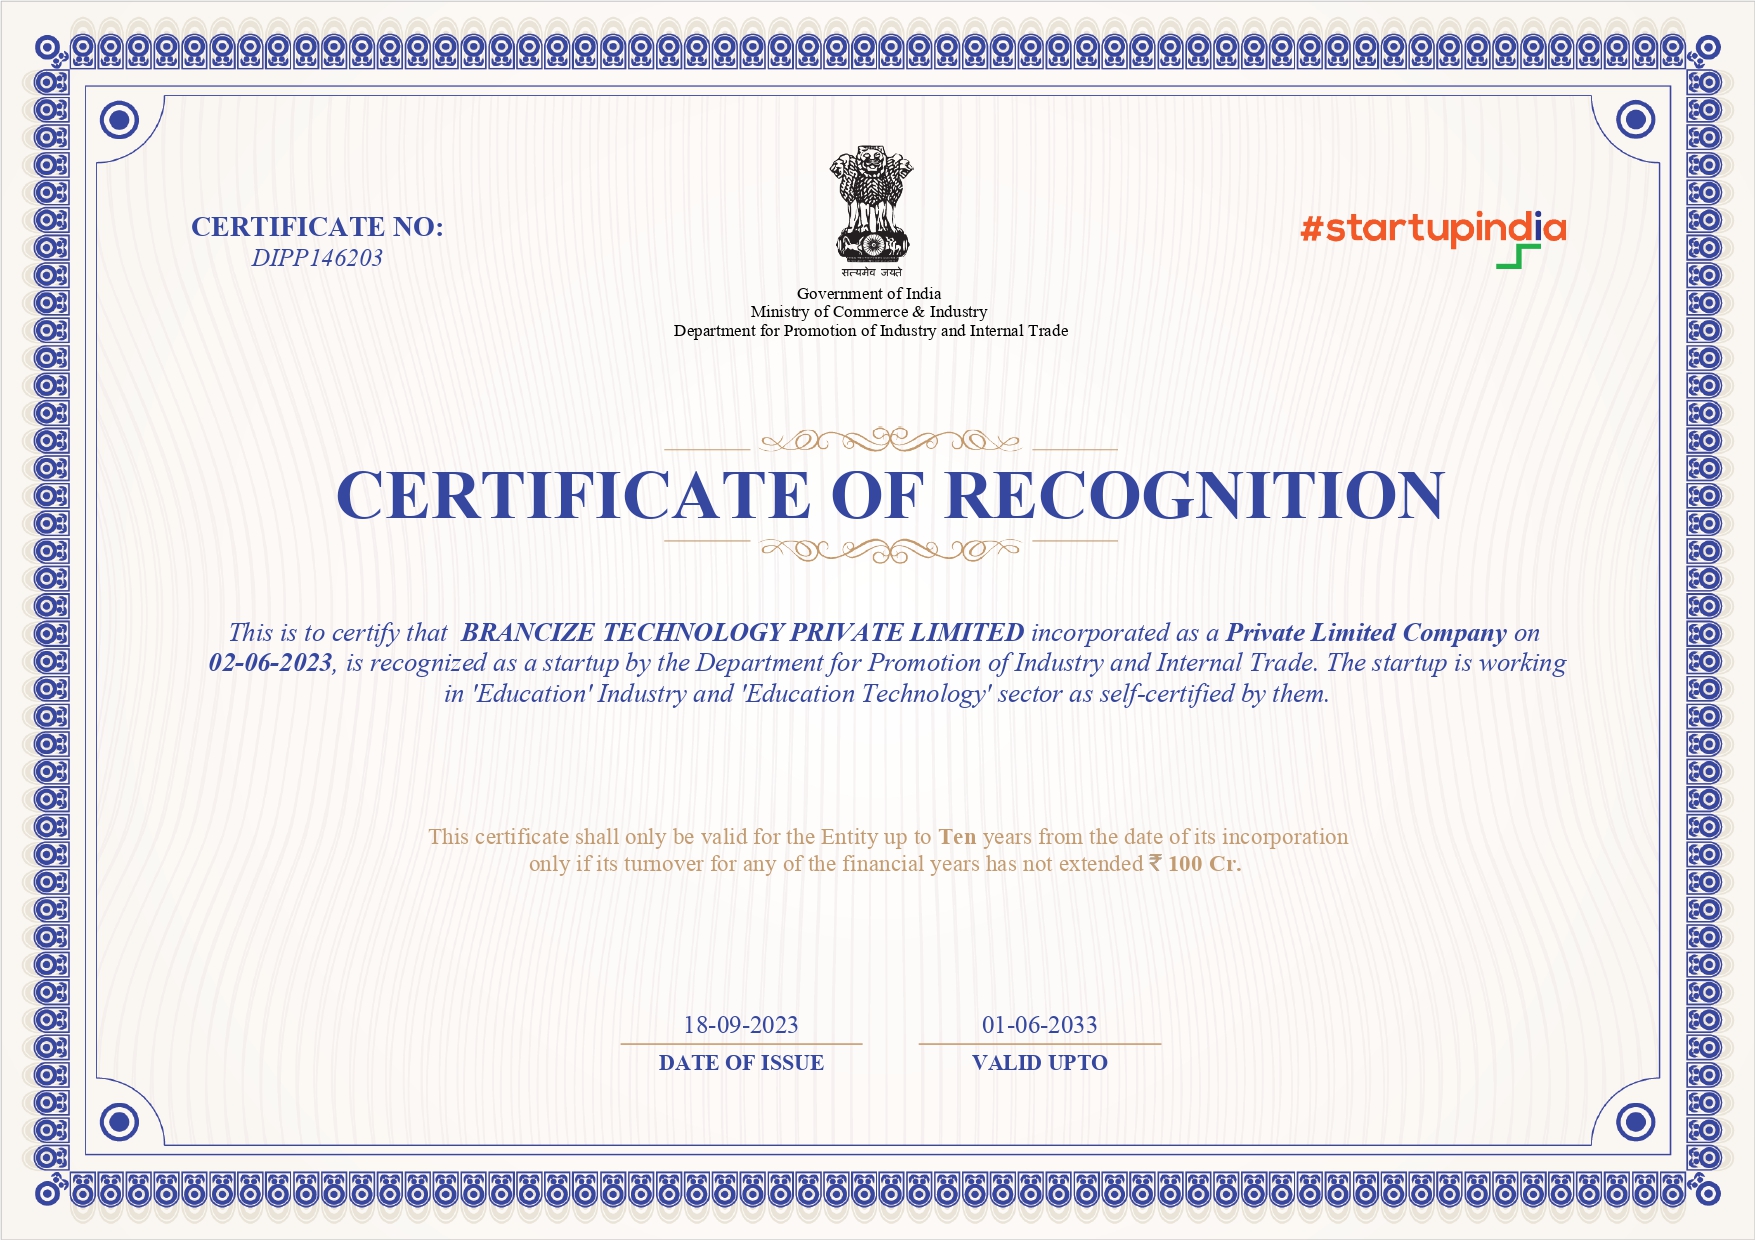 CERTIFICATE NO:
DIPP146203
सत्यमेव जयते
#startupindia
Government of India
Ministry of Commerce & Industry
Department for Promotion of Industry and Internal Trade
CERTIFICATE OF RECOGNITION
This is to certify that BRANCIZE TECHNOLOGY PRIVATE LIMITED incorporated as a Private Limited Company on
02-06-2023, is recognized as a startup by the Department for Promotion of Industry and Internal Trade. The startup is working
in 'Education' Industry and 'Education Technology' sector as self-certified by them.
This certificate shall only be valid for the Entity up to Ten years from the date of its incorporation
only if its turnover for any of the financial years has not extended ₹ 100 Cr.
18-09-2023
DATE OF ISSUE
01-06-2033
VALID UPTO